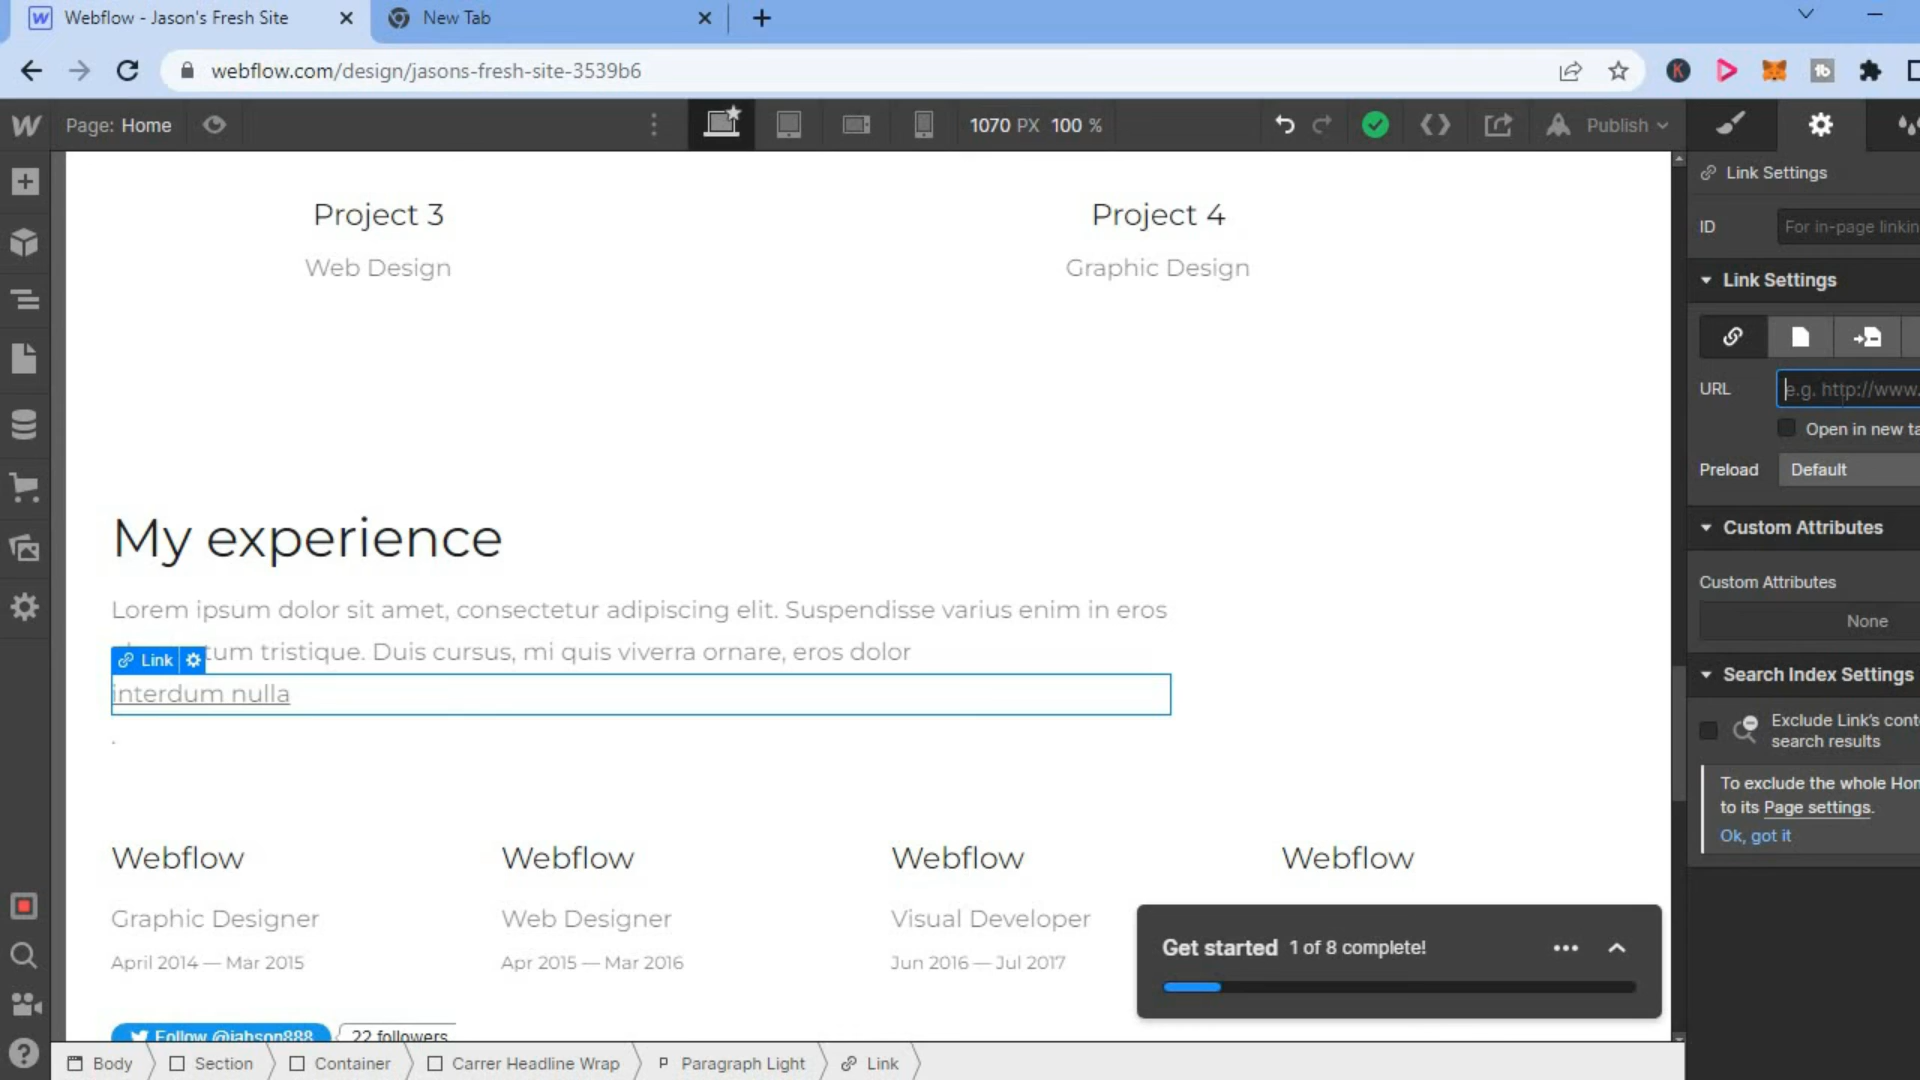 Webflow - Jason's Fresh Site
New Tab
webflow.com/design/jasons-fresh-site-3539b6
Page: Home
1070 PX 100 %
Publish
Project 3
Web Design
Project 4
Graphic Design
My experience
Lorem ipsum dolor sit amet, consectetur adipiscing elit. Suspendisse varius enim in eros
tum tristique. Duis cursus, mi quis viverra ornare, eros dolor
Link
interdum nulla
.
Webflow
Graphic Designer
April 2014 — Mar 2015
Webflow
Web Designer
Apr 2015 — Mar 2016
Webflow
Visual Developer
Jun 2016 — Jul 2017
Webflow
Follow @jahson888
22 followers
Get started 1 of 8 complete!
Body
Section
Container
Carrer Headline Wrap
P Paragraph Light
Link
Link Settings
ID For in-page linkin
Link Settings
URL e.g. http://www.
Open in new ta
Preload Default
Custom Attributes
Custom Attributes
None
Search Index Settings
Exclude Link's conte
search results
To exclude the whole Hom
to its Page settings.
Ok, got it